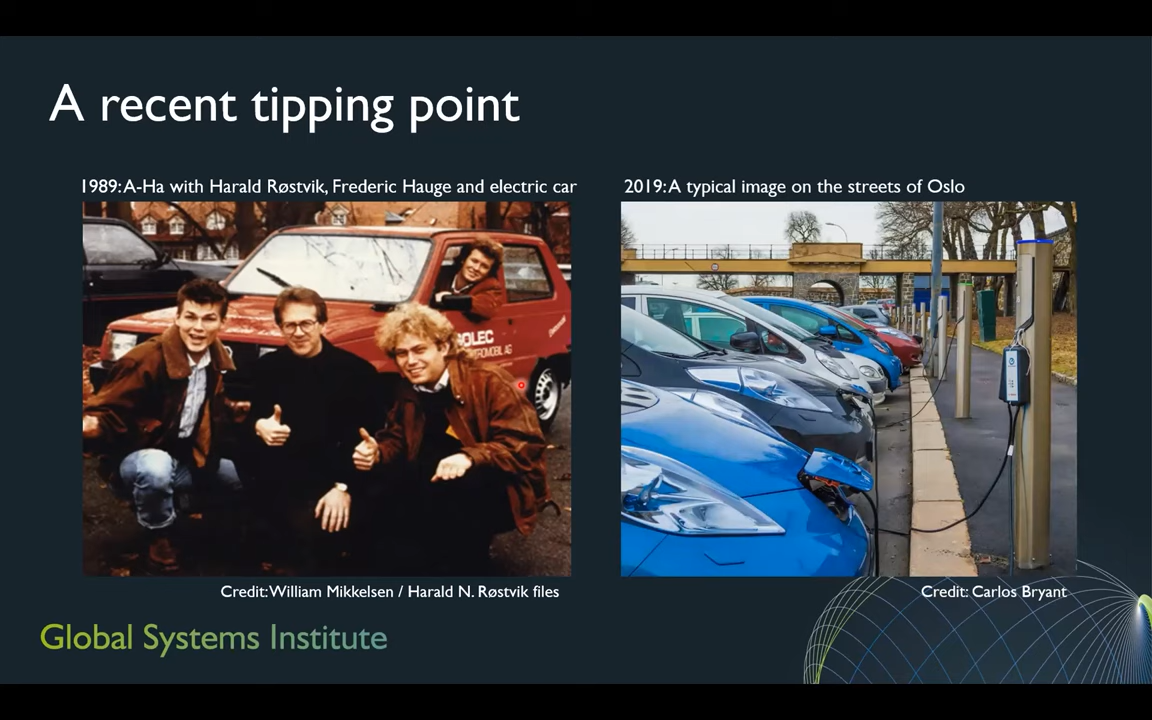 A recent tipping point
1989: A-Ha with Harald Røstvik, Frederic Hauge and electric car
2019: A typical image on the streets of Oslo
OLEC
Credit: William Mikkelsen / Harald N. Røstvik files
Credit: Carlos Bryant
Global Systems Institute